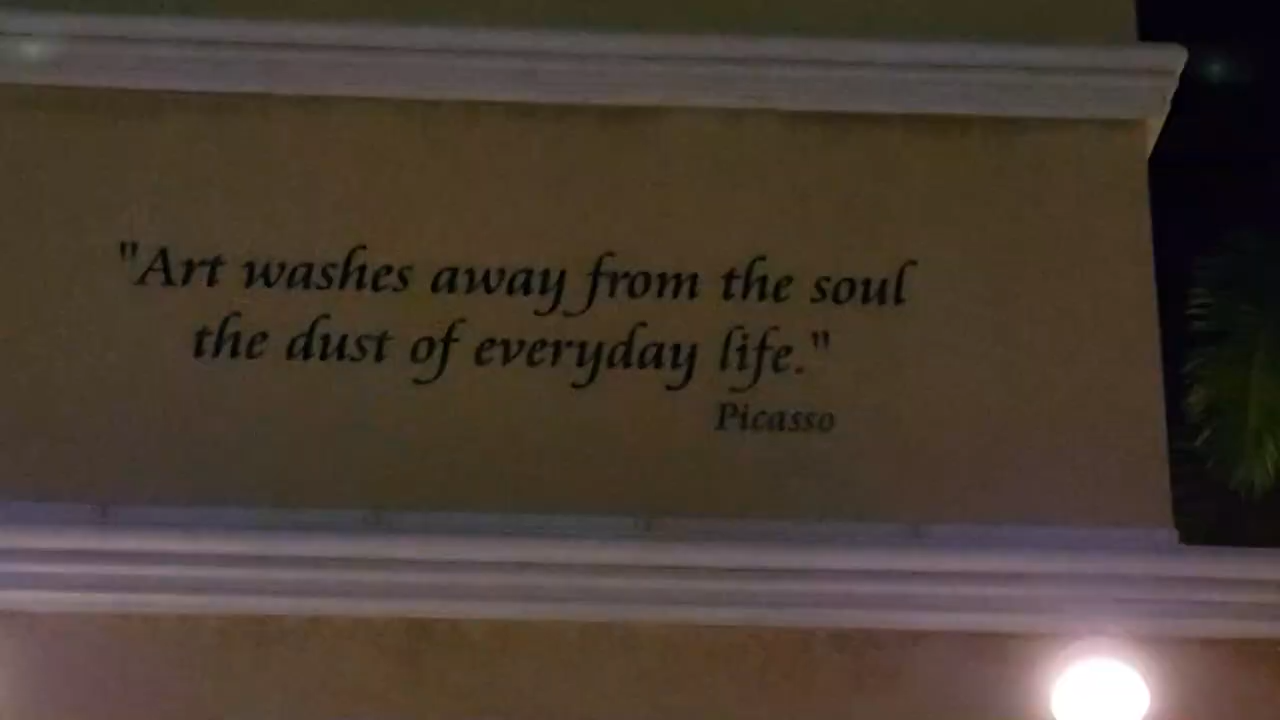 "Art washes away from the soul
the dust of everyday life."
Picasso